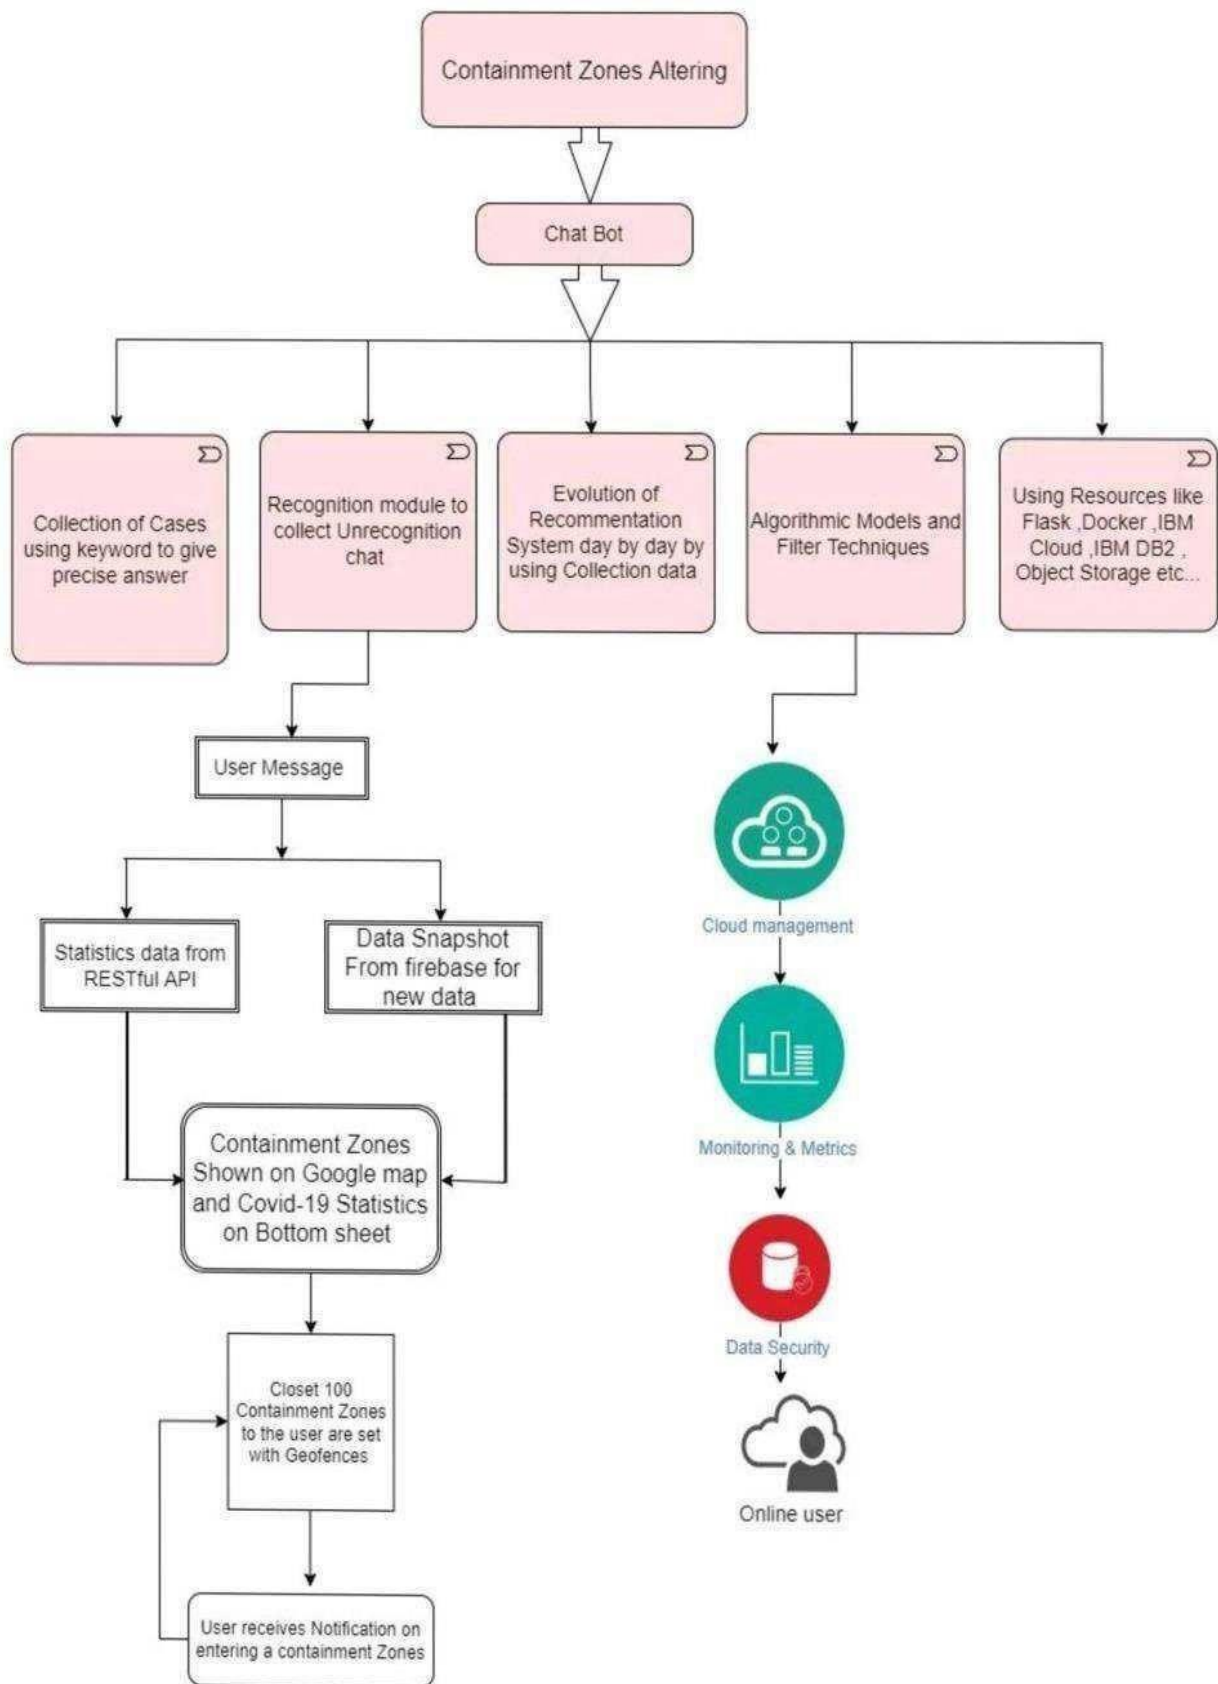 Containment Zones Altering
Chat Bot
Collection of Cases
using keyword to give
precise answer
Recognition module to
collect Unrecognition
chat
Evolution of
Recommentation
System day by day by
using Collection data
Algorithmic Models and
Filter Techniques
Using Resources like
Flask ,Docker ,IBM
Cloud ,IBM DB2 ,
Object Storage etc...
User Message
Statistics data from
RESTful API
Data Snapshot
From firebase for
new data
Containment Zones
Shown on Google map
and Covid-19 Statistics
on Bottom sheet
Closet 100
Containment Zones
to the user are set
with Geofences
User receives Notification on
entering a containment Zones
Cloud management
Monitoring & Metrics
Data Security
Online user